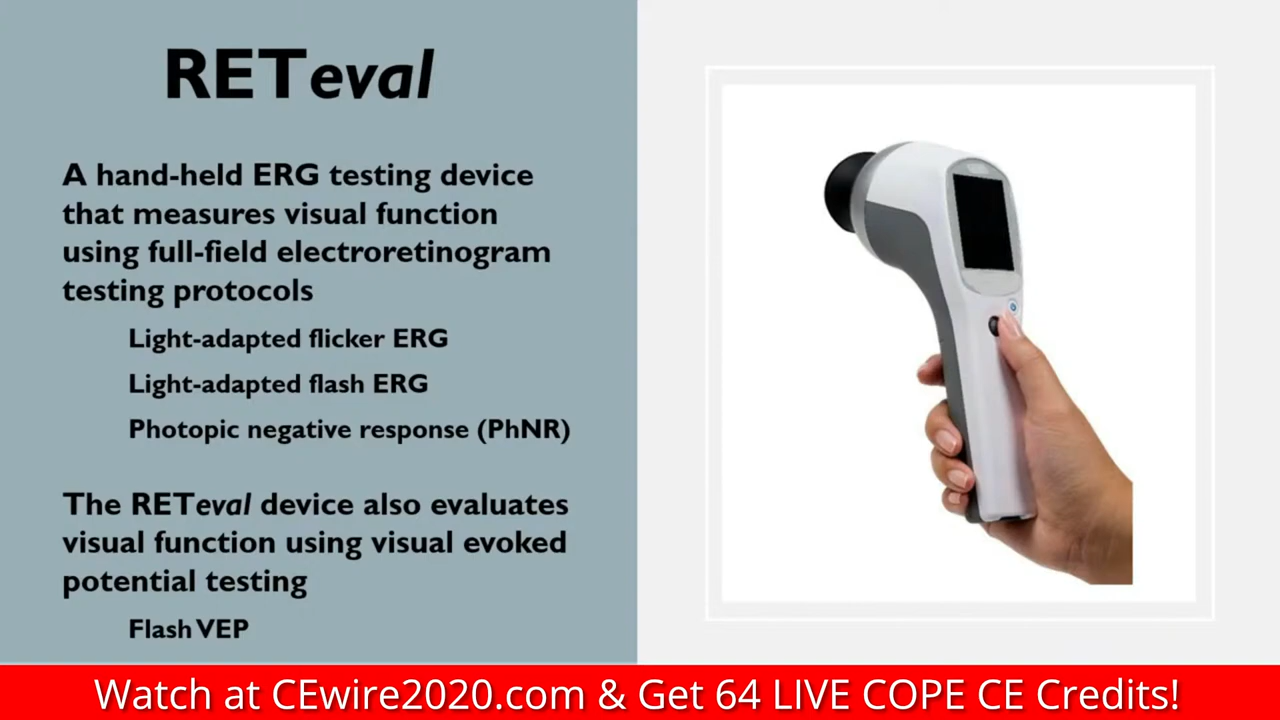 RETeval
A hand-held ERG testing device
that measures visual function
using full-field electroretinogram
testing protocols
Light-adapted flicker ERG
Light-adapted flash ERG
Photopic negative response (PhNR)
The RETeval device also evaluates
visual function using visual evoked
potential testing
Flash VEP
Watch at CEwire2020.com & Get 64 LIVE COPE CE Credits!